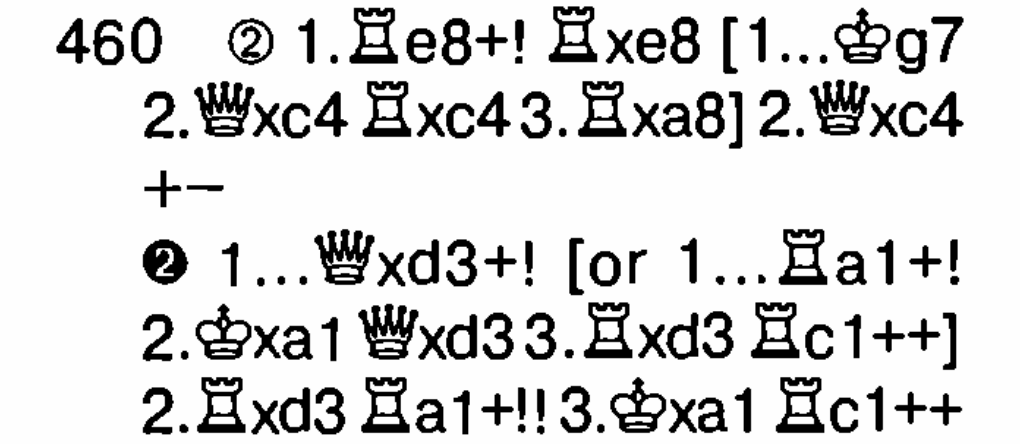 460 ② 1.♖e8+! ♖xe8 [1...♔g7
2.♕xc4 ♖xc4 3.♖xa8] 2.♕xc4
+−
❷ 1...♕xd3+! [or 1...♖a1+!
2.♔xa1 ♕xd3 3.♖xd3 ♖c1++]
2.♖xd3 ♖a1+!! 3.♔xa1 ♖c1++